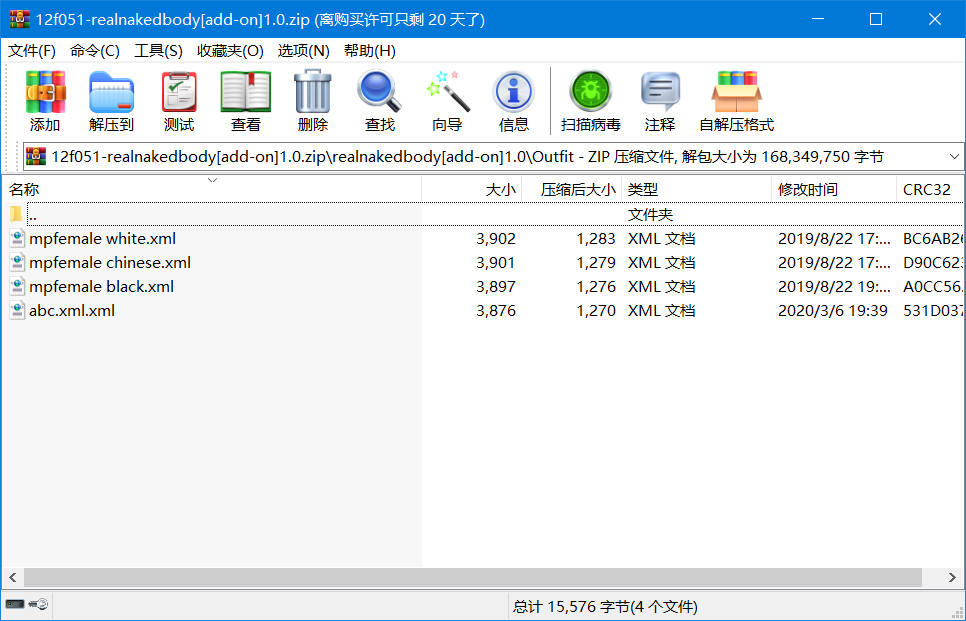 12f051-realnakedbody[add-on]1.0.zip (离购买许可只剩 20 天了)
文件(F) 命令(C) 工具(S) 收藏夹(O) 选项(N) 帮助(H)
添加 解压到 测试 查看 删除 查找 向导 信息 扫描病毒 注释 自解压格式
12f051-realnakedbody[add-on]1.0.zip\realnakedbody[add-on]1.0\Outfit - ZIP 压缩文件, 解包大小为 168,349,750 字节
名称 大小 压缩后大小 类型 修改时间 CRC32
.. 文件夹
mpfemale white.xml 3,902 1,283 XML 文档 2019/8/22 17:... BC6AB26
mpfemale chinese.xml 3,901 1,279 XML 文档 2019/8/22 17:... D90C623
mpfemale black.xml 3,897 1,276 XML 文档 2019/8/22 19:... A0CC56.
abc.xml.xml 3,876 1,270 XML 文档 2020/3/6 19:39 531D037
总计 15,576 字节(4 个文件)